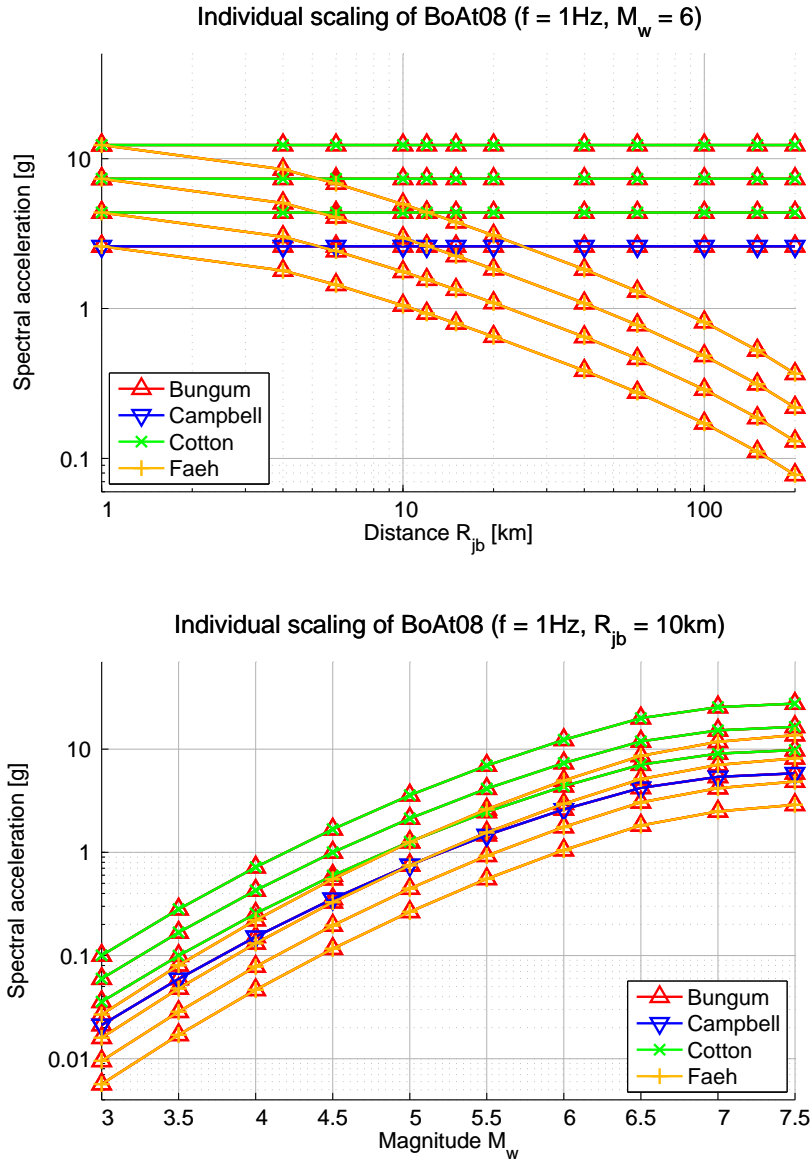 Individual scaling of BoAt08 (f = 1Hz, M_w = 6)
Spectral acceleration [g]
10
1
0.1
Bungum
Campbell
Cotton
Faeh
1 10 100
Distance R_jb [km]
Individual scaling of BoAt08 (f = 1Hz, R_jb = 10km)
Spectral acceleration [g]
10
1
0.1
0.01
Bungum
Campbell
Cotton
Faeh
3 3.5 4 4.5 5 5.5 6 6.5 7 7.5
Magnitude M_w